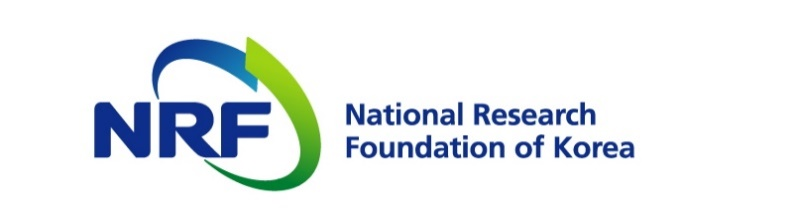 NRF
National Research
Foundation of Korea